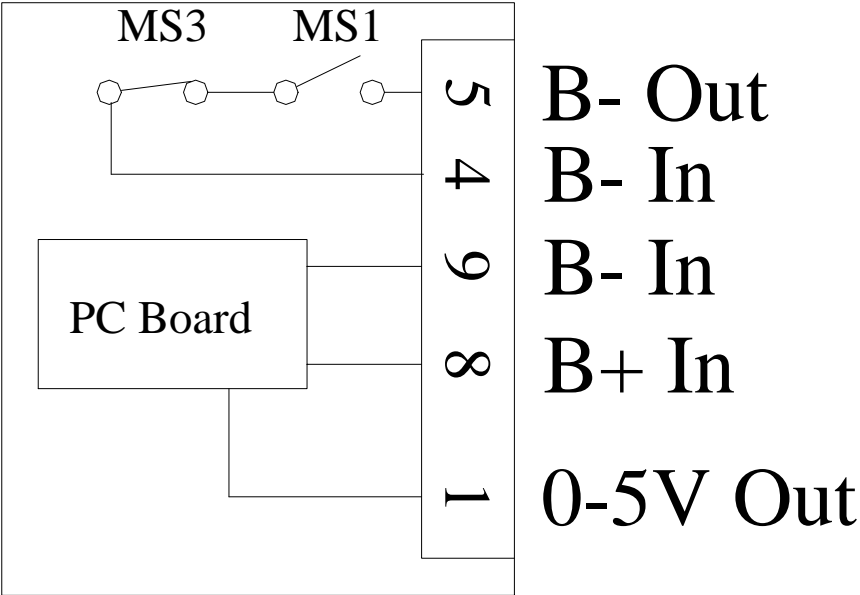 MS3 MS1
5 B- Out
4 B- In
9 B- In
8 B+ In
PC Board
1 0-5V Out